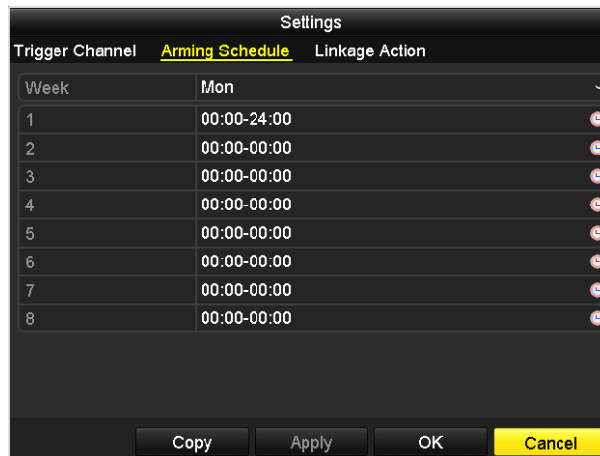 Settings
Trigger Channel Arming Schedule Linkage Action
Week Mon
1 00:00-24:00
2 00:00-00:00
3 00:00-00:00
4 00:00-00:00
5 00:00-00:00
6 00:00-00:00
7 00:00-00:00
8 00:00-00:00
Copy Apply OK Cancel